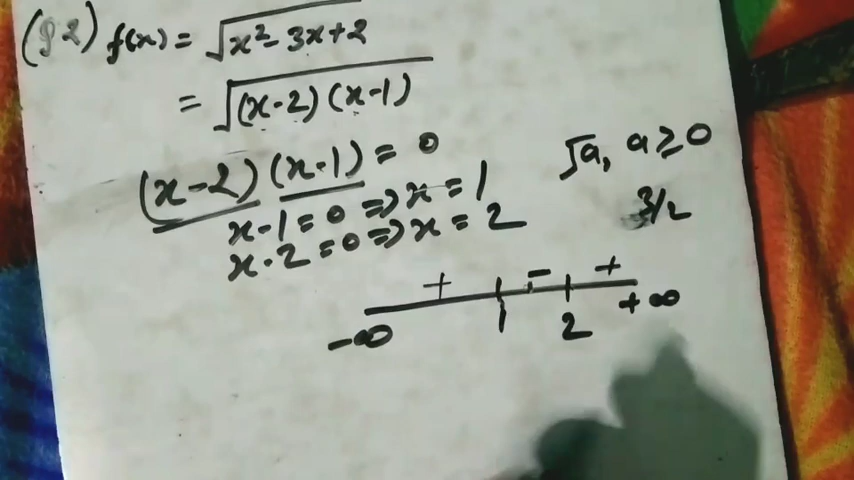 (82) f(x) = √x²-3x+2
= √(x-2)(x-1)
(x-2)(x-1) = 0
√a, a ≥ 0
x-1 = 0 => x = 1
3/2
x-2 = 0 => x = 2
+ - +
-∞ 1 2 +∞